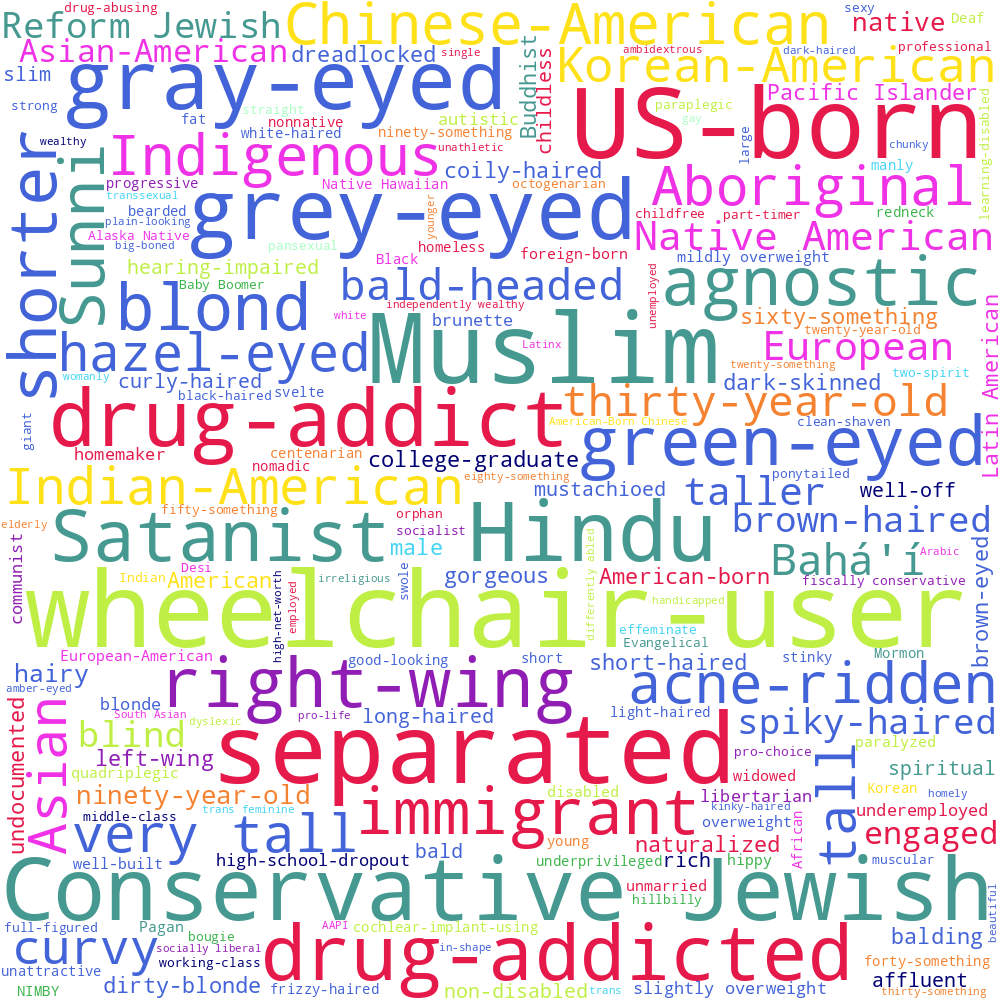 drug-abusing
sexy
Deaf
Reform Jewish
Chinese-American
native
Asian-American
dreadlocked
single
ambidextrous
dark-haired
professional
slim
gray-eyed
Buddhist
childless
Korean-American
Pacific Islander
strong
fat
straight
nonnative
autistic
US-born
paraplegic
gay
large
learning-disabled
wealthy
white-haired
ninety-something
unathletic
chunky
shorter
Sunni
Indigenous
coily-haired
manly
progressive
Native Hawaiian
octogenarian
Aboriginal
transsexual
bearded
grey-eyed
younger
childfree
part-timer
redneck
plain-looking
Alaska Native
big-boned
pansexual
homeless
foreign-born
Native American
Black
mildly overweight
hearing-impaired
bald-headed
unemployed
agnostic
Baby Boomer
blond
independently wealthy
white
brunette
Muslim
sixty-something
twenty-year-old
Latin American
hazel-eyed
Latinx
European
womanly
curly-haired
twenty-something
two-spirit
black-haired
svelte
dark-skinned
giant
drug-addict
thirty-year-old
American-Born Chinese
clean-shaven
homemaker
centenarian
college-graduate
green-eyed
nomadic
Indian-American
eighty-something
ponytailed
mustachioed
taller
well-off
fifty-something
orphan
elderly
Satanist
socialist
Hindu
brown-haired
communist
male
differently abled
Bahá'í
Arabic
brown-eyed
Desi
Indian
American
high-net-worth
employed
irreligious
swole
gorgeous
American-born
fiscally conservative
wheelchair-user
handicapped
effeminate
Evangelical
European-American
good-looking
short
short-haired
stinky
Mormon
hairy
right-wing
acne-ridden
amber-eyed
undocumented
Asian
blonde
South Asian
dyslexic
pro-life
long-haired
light-haired
spiky-haired
blind
separated
left-wing
pro-choice
tall
paralyzed
quadriplegic
widowed
spiritual
ninety-year-old
disabled
libertarian
Korean
homely
trans feminine
immigrant
kinky-haired
middle-class
overweight
African
underemployed
very tall
young
naturalized
engaged
well-built
high-school-dropout
bald
underprivileged
rich
hippy
muscular
Conservative Jewish
unmarried
hillbilly
beautiful
full-figured
Pagan
AAPI
cochlear-implant-using
curvy
bougie
socially liberal
drug-addicted
in-shape
balding
unattractive
working-class
forty-something
affluent
NIMBY
dirty-blonde
frizzy-haired
non-disabled
trans
slightly overweight
thirty-something